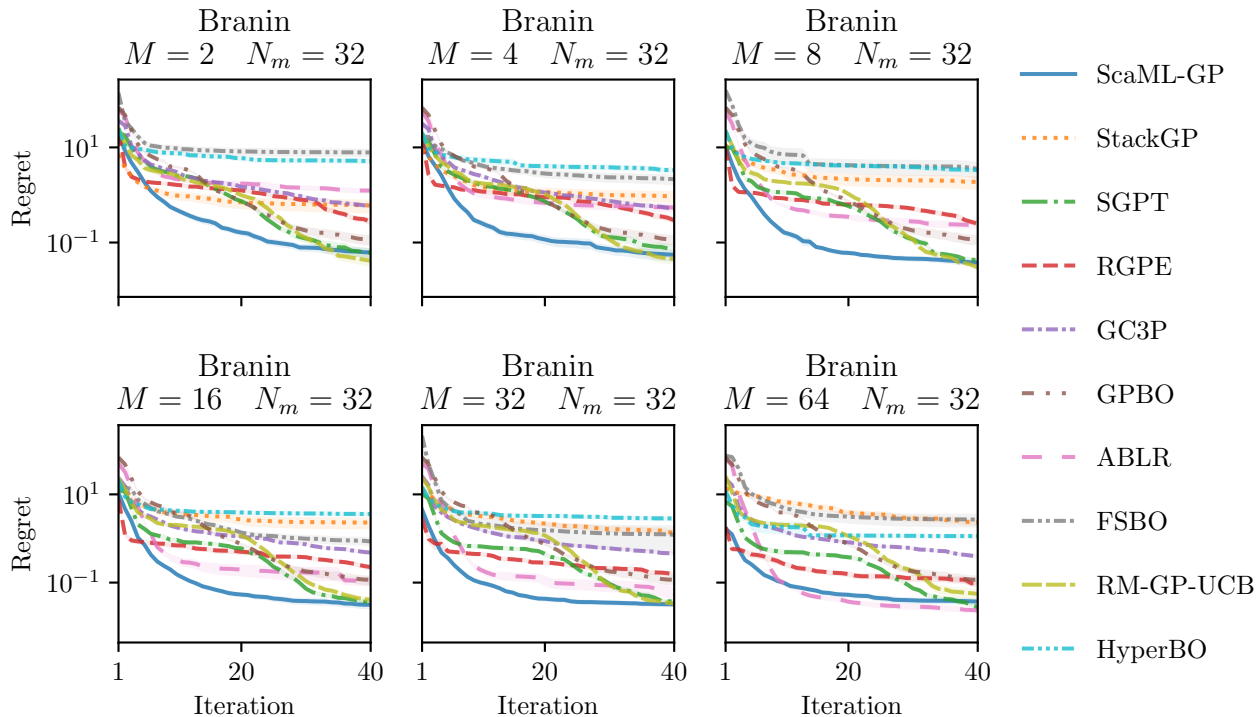 Branin
M = 2 N_m = 32
Branin
M = 4 N_m = 32
Branin
M = 8 N_m = 32
Regret
10^1
10^−1
Branin
M = 16 N_m = 32
Branin
M = 32 N_m = 32
Branin
M = 64 N_m = 32
Regret
10^1
10^−1
1 20 40
1 20 40
1 20 40
Iteration
Iteration
Iteration
ScaML-GP
StackGP
SGPT
RGPE
GC3P
GPBO
ABLR
FSBO
RM-GP-UCB
HyperBO